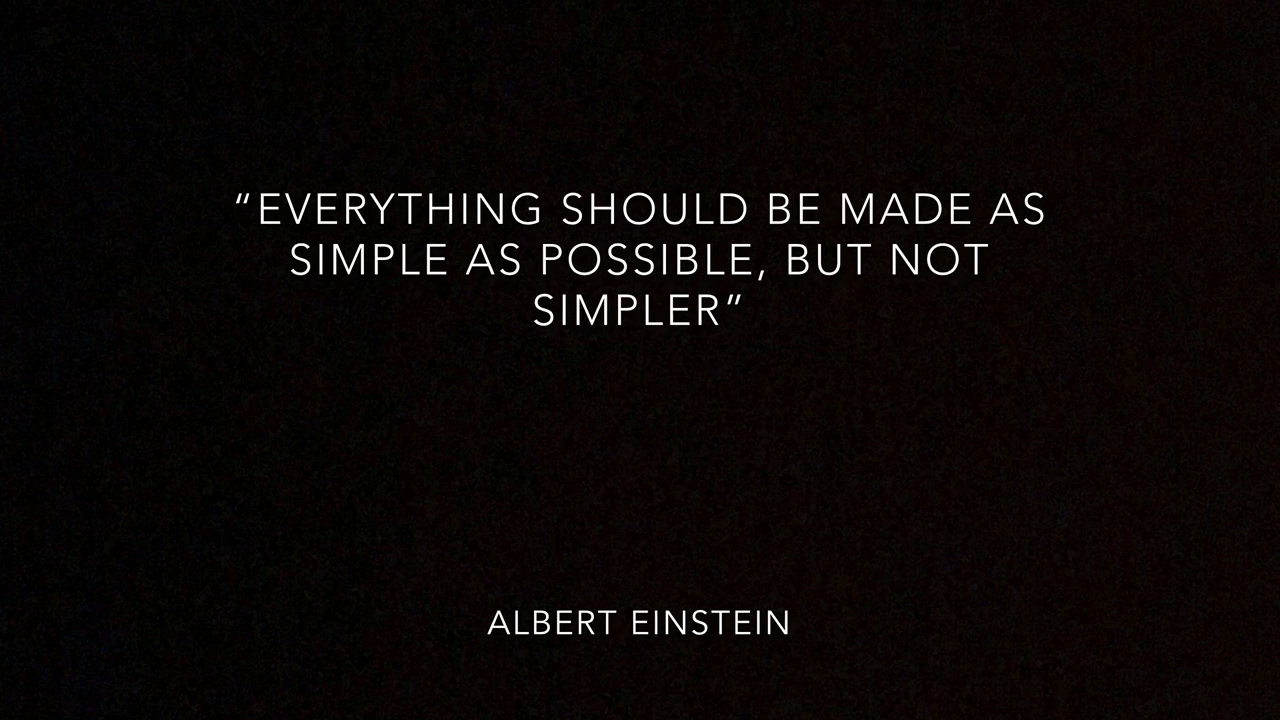 “EVERYTHING SHOULD BE MADE AS
SIMPLE AS POSSIBLE, BUT NOT
SIMPLER”
ALBERT EINSTEIN